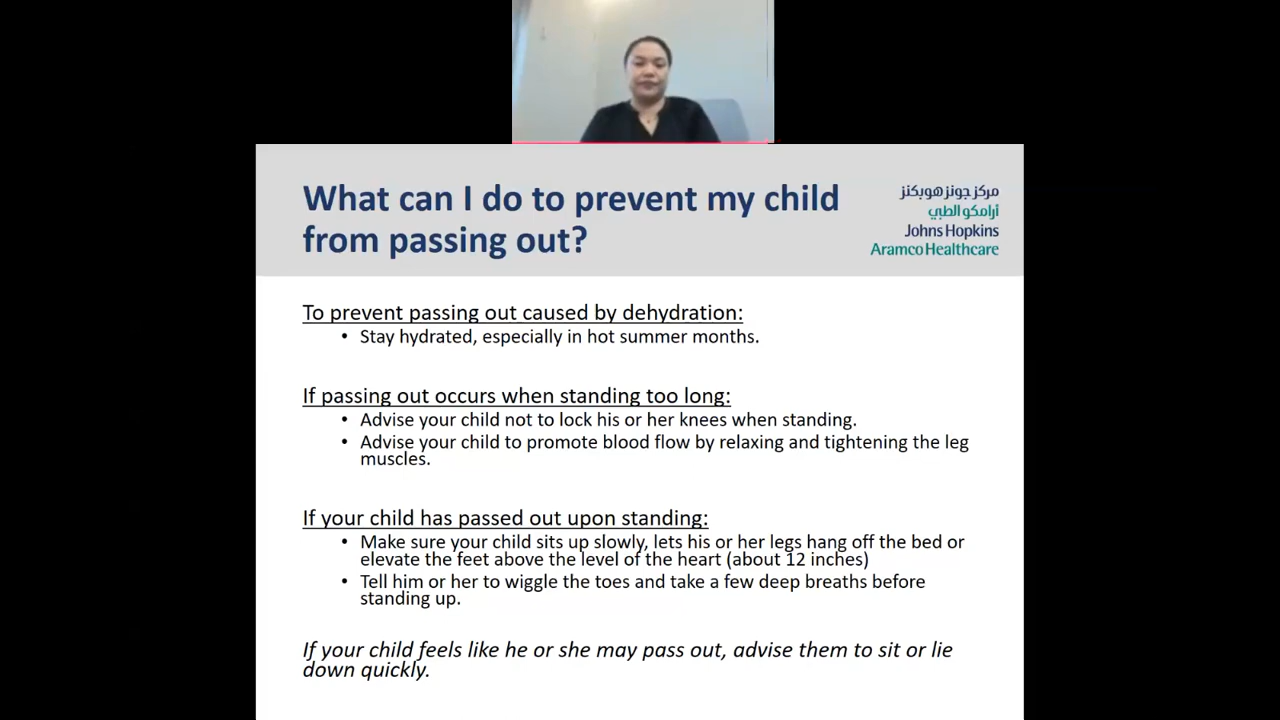 What can I do to prevent my child
from passing out?
مركز جونز هوبكنز
أرامكو الطبي
Johns Hopkins
Aramco Healthcare
To prevent passing out caused by dehydration:
• Stay hydrated, especially in hot summer months.
If passing out occurs when standing too long:
• Advise your child not to lock his or her knees when standing.
• Advise your child to promote blood flow by relaxing and tightening the leg
muscles.
If your child has passed out upon standing:
• Make sure your child sits up slowly, lets his or her legs hang off the bed or
elevate the feet above the level of the heart (about 12 inches)
• Tell him or her to wiggle the toes and take a few deep breaths before
standing up.
If your child feels like he or she may pass out, advise them to sit or lie
down quickly.